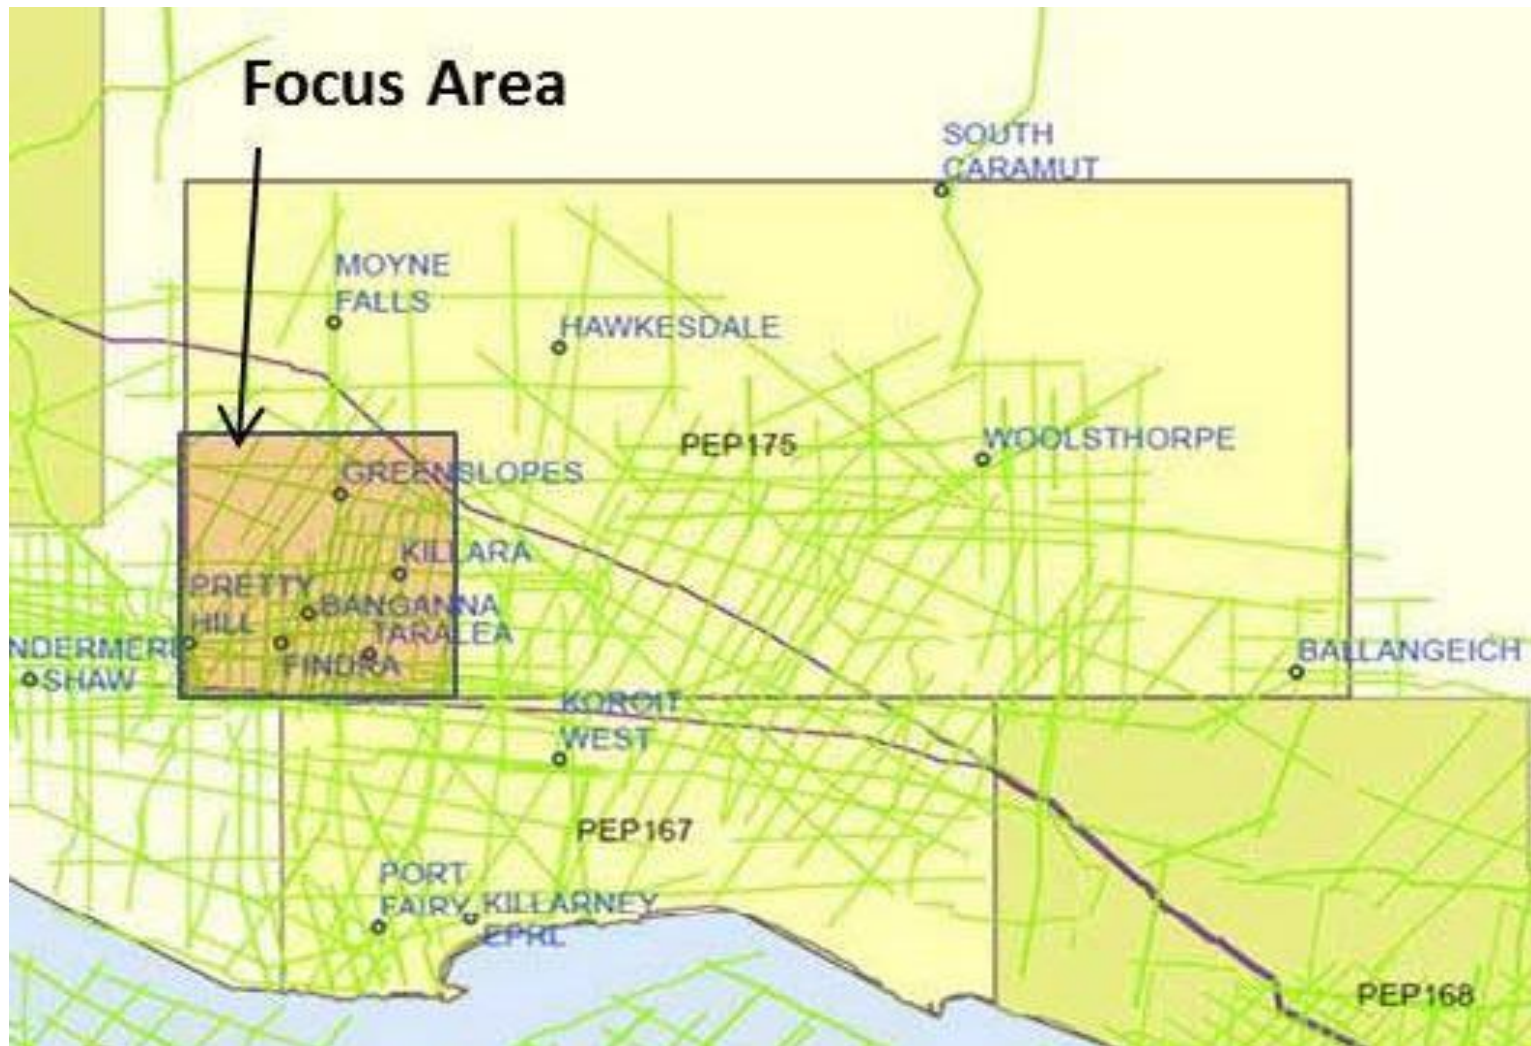 Focus Area
SOUTH
CARAMUT
MOYNE
FALLS
HAWKESDALE
PEP175
WOOLSTHORPE
GREENSLOPES
KILLARA
PRETTY
HILL
BANGANNA
TARALEA
FINDRA
NDERMERE
SHAW
BALLANGEICH
KOROIT
WEST
PEP167
PORT
FAIRY
KILLARNEY
EPRL
PEP168